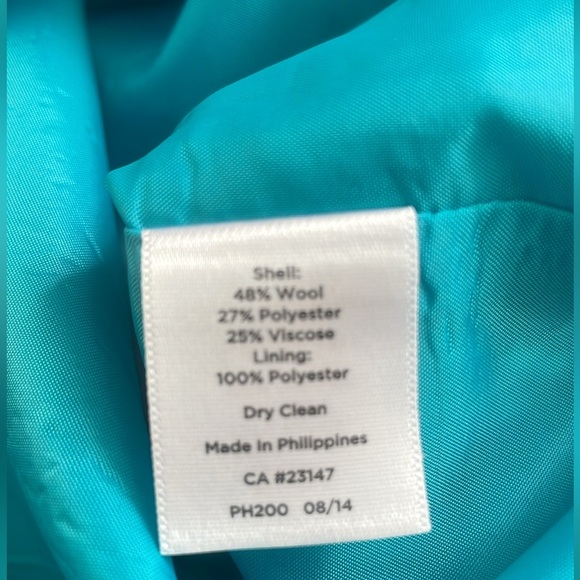 Shell:
48% Wool
27% Polyester
25% Viscose
Lining:
100% Polyester
Dry Clean
Made In Philippines
CA #23147
PH200 08/14